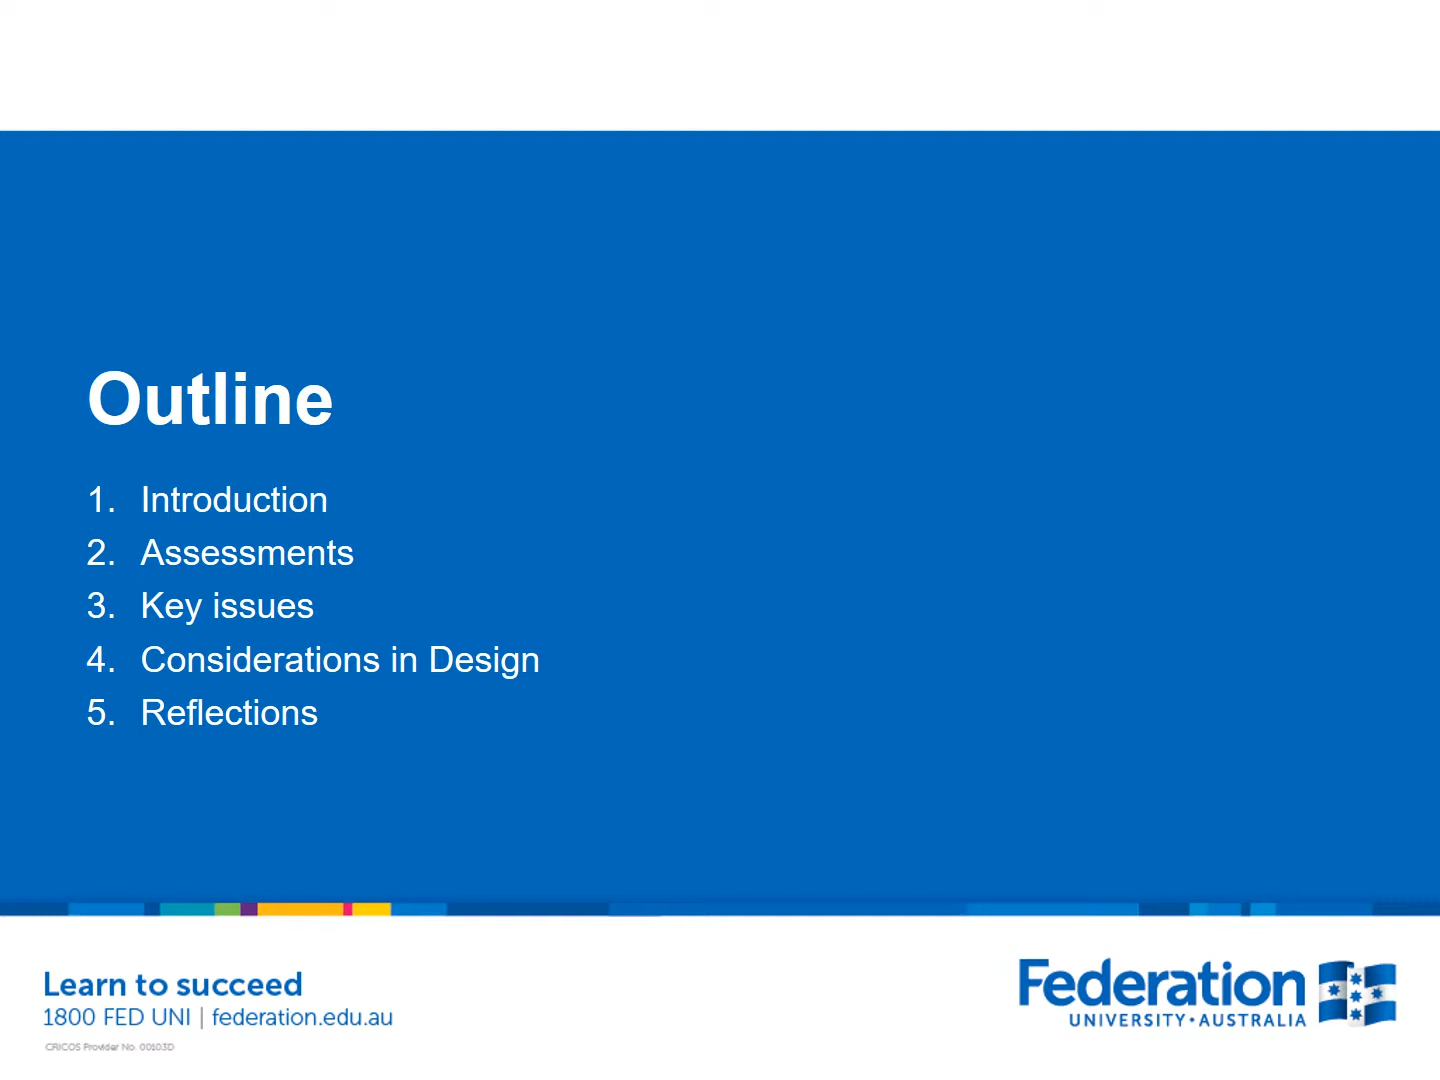 Outline
1. Introduction
2. Assessments
3. Key issues
4. Considerations in Design
5. Reflections
Learn to succeed
1800 FED UNI | federation.edu.au
CRICOS Provider No. 00103D
Federation
UNIVERSITY • AUSTRALIA